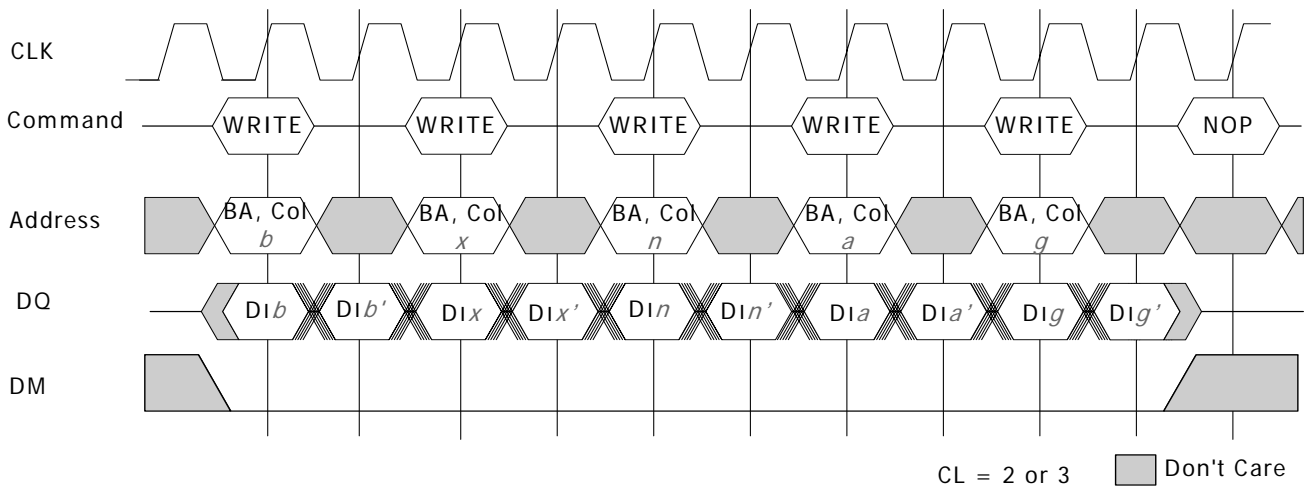 CLK
Command WRITE WRITE WRITE WRITE WRITE NOP
Address BA, Col BA, Col BA, Col BA, Col BA, Col
b x n a g
DQ DIb DIb' DIx DIx’ DIn DIn’ DIa DIa’ DIg DIg’
DM
CL = 2 or 3 Don't Care